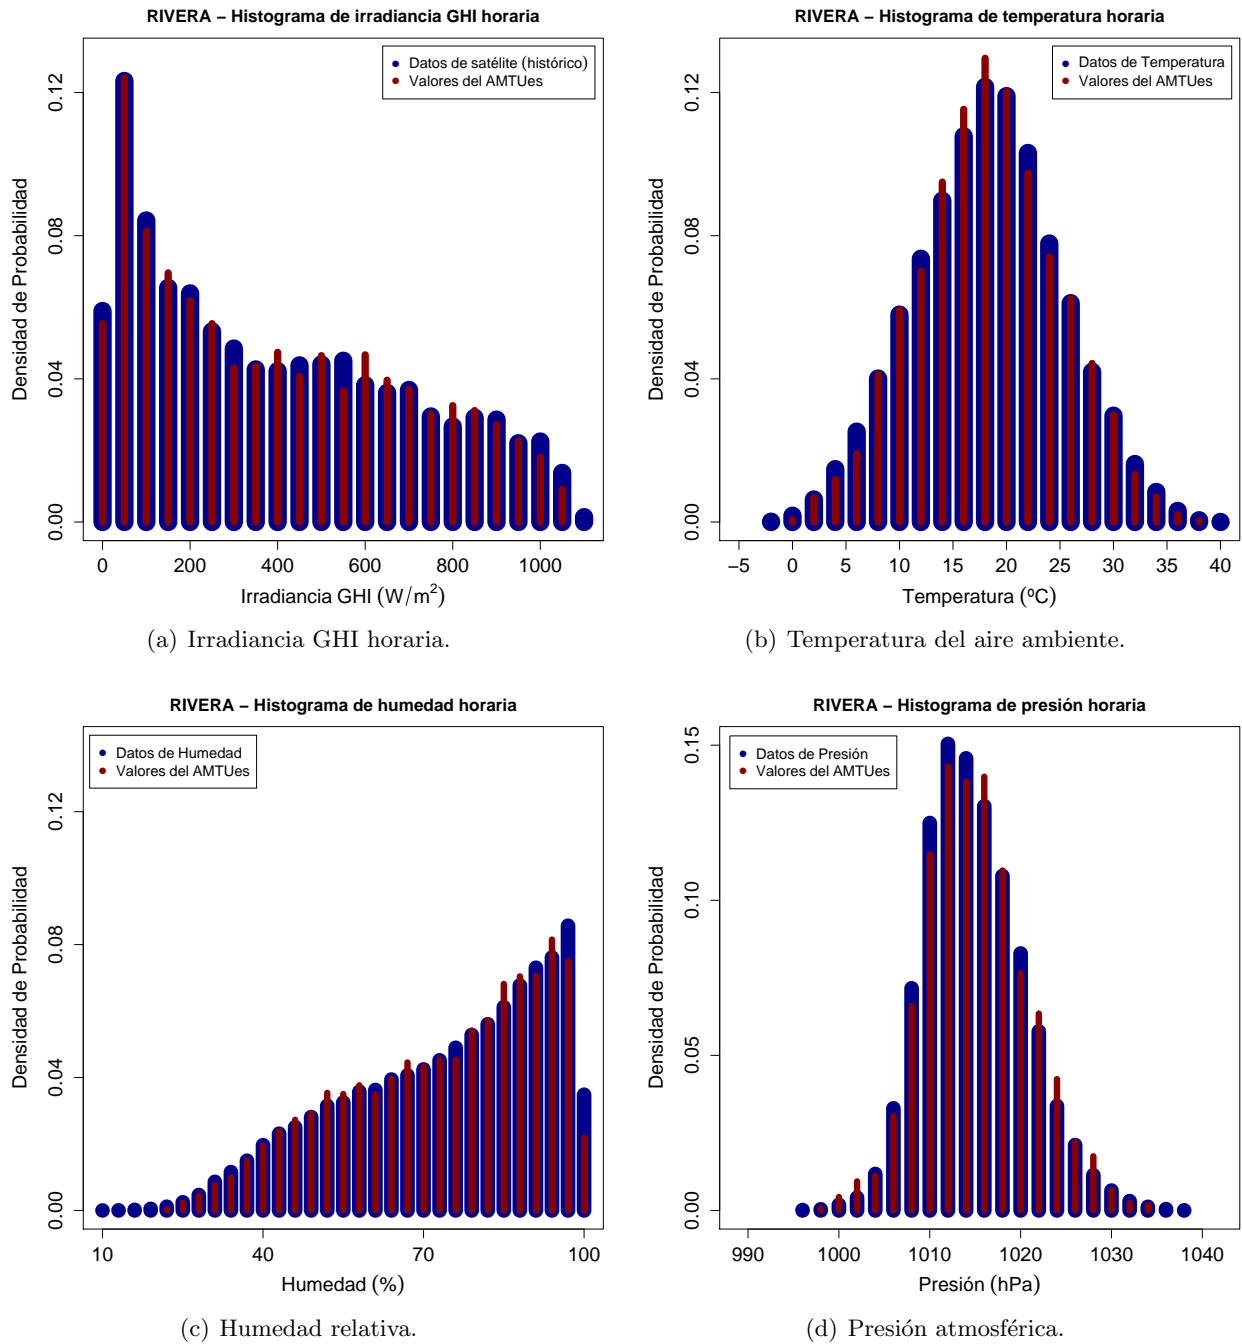 RIVERA – Histograma de irradiancia GHI horaria
Datos de satélite (histórico)
Valores del AMTUes
Densidad de Probabilidad
0.00 0.04 0.08 0.12
0 200 400 600 800 1000
Irradiancia GHI (W/m²)
(a) Irradiancia GHI horaria.
RIVERA – Histograma de temperatura horaria
Datos de Temperatura
Valores del AMTUes
Densidad de Probabilidad
0.00 0.04 0.08 0.12
−5 0 5 10 15 20 25 30 35 40
Temperatura (ºC)
(b) Temperatura del aire ambiente.
RIVERA – Histograma de humedad horaria
Datos de Humedad
Valores del AMTUes
Densidad de Probabilidad
0.00 0.04 0.08 0.12
10 40 70 100
Humedad (%)
(c) Humedad relativa.
RIVERA – Histograma de presión horaria
Datos de Presión
Valores del AMTUes
Densidad de Probabilidad
0.00 0.05 0.10 0.15
990 1000 1010 1020 1030 1040
Presión (hPa)
(d) Presión atmosférica.